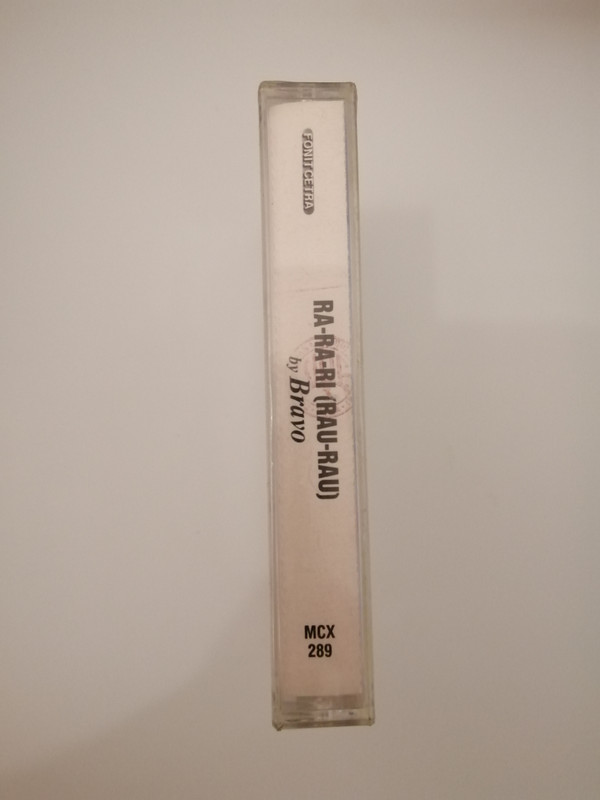 FONIT CETRA
RA-RA-RI (RAU-RAU)
by Bravo
MCX
289